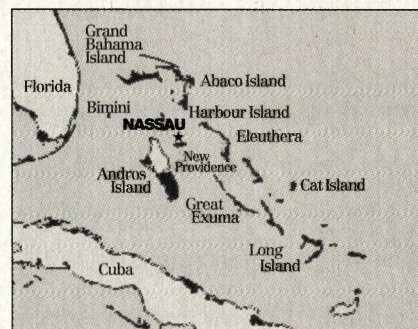 Grand
Bahama
Island
Abaco Island
Florida
Bimini
Harbour Island
NASSAU
Eleuthera
New
Providence
Andros
Island
Cat Island
Great
Exuma
Long
Island
Cuba